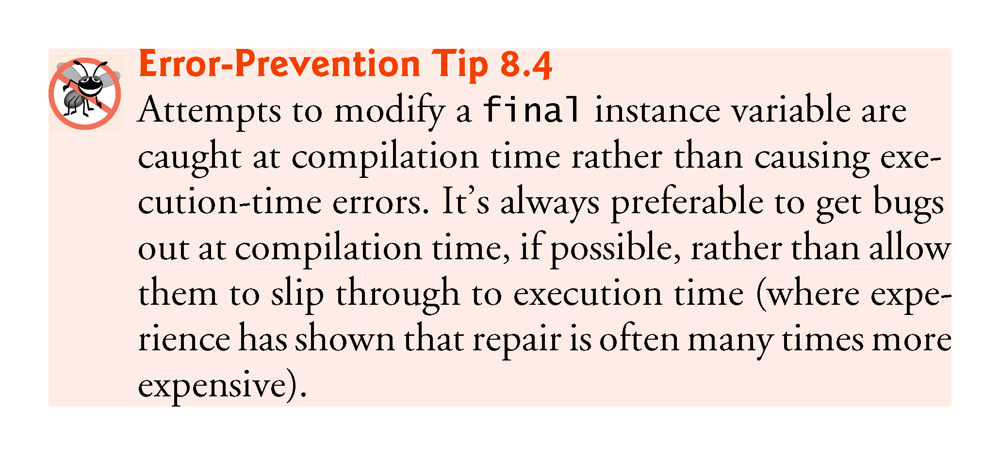 Error-Prevention Tip 8.4
Attempts to modify a final instance variable are
caught at compilation time rather than causing exe-
cution-time errors. It’s always preferable to get bugs
out at compilation time, if possible, rather than allow
them to slip through to execution time (where expe-
rience has shown that repair is often many times more
expensive).